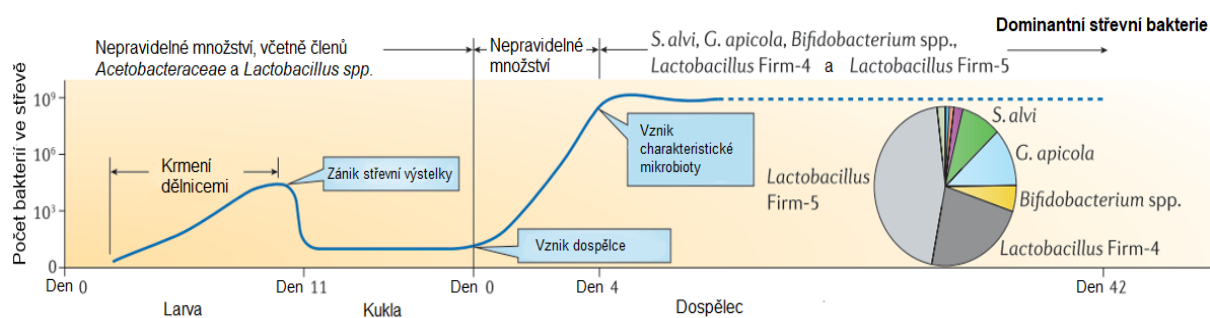 Dominantní střevní bakterie
Nepravidelné množství, včetně členů
Acetobacteraceae a Lactobacillus spp.
Nepravidelné
množství
S. alvi, G. apicola, Bifidobacterium spp.,
Lactobacillus Firm-4 a Lactobacillus Firm-5
Počet bakterií ve střevě
10⁹
10⁶
10³
0
Krmení
dělnicemi
Zánik střevní výstelky
Vznik
charakteristické
mikrobioty
Vznik dospělce
S. alvi
G. apicola
Bifidobacterium spp.
Lactobacillus Firm-4
Lactobacillus
Firm-5
Den 0
Den 11
Den 0
Den 4
Den 42
Larva
Kukla
Dospělec